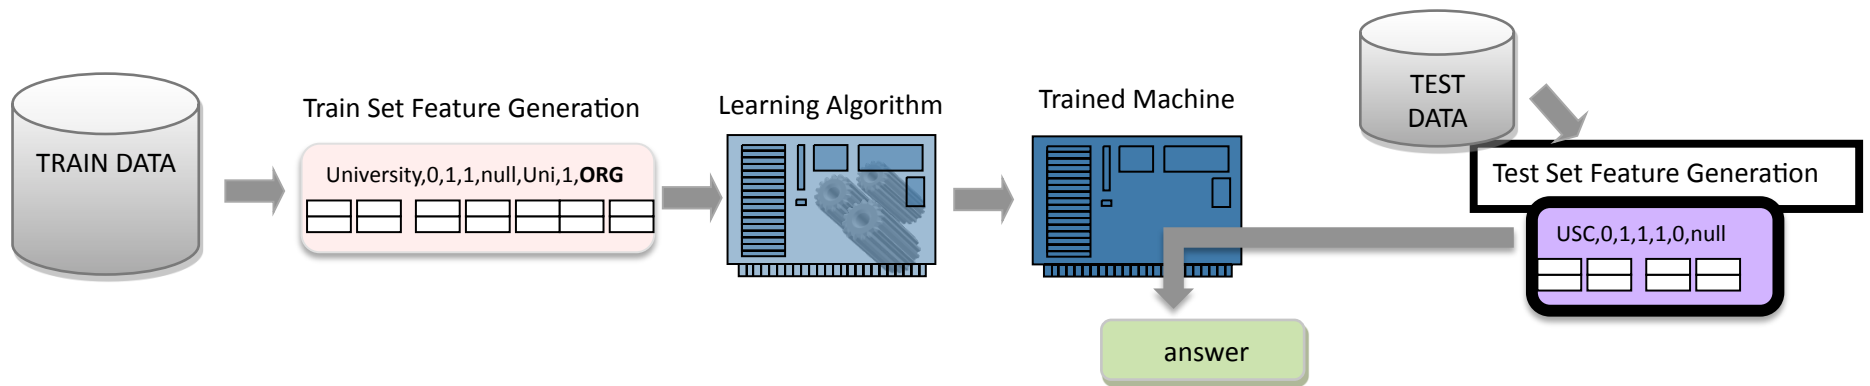 TRAIN DATA
Train Set Feature Generation
University,0,1,1,null,Uni,1,ORG
Learning Algorithm
Trained Machine
TEST
DATA
Test Set Feature Generation
USC,0,1,1,1,0,null
answer